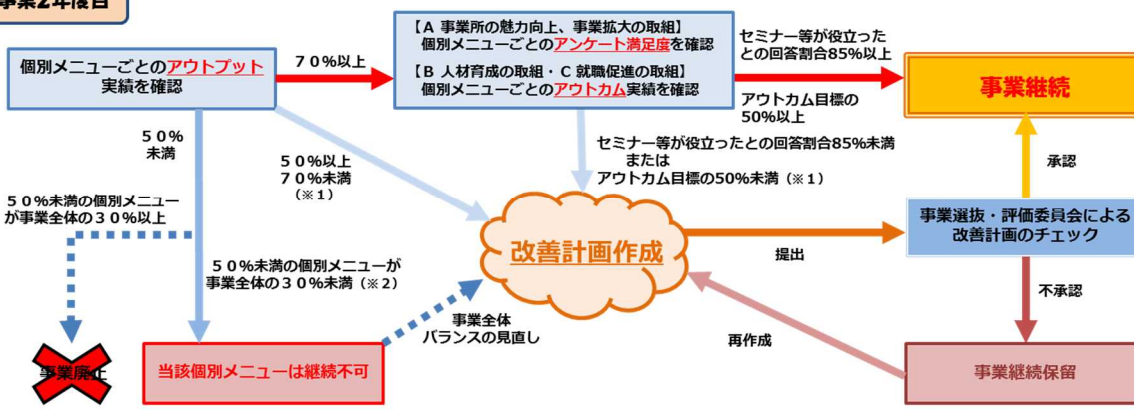 事業2年度目
個別メニューごとのアウトプット
実績を確認
70%以上
【A 事業所の魅力向上、事業拡大の取組】
個別メニューごとのアンケート満足度を確認
【B 人材育成の取組・C 就職促進の取組】
個別メニューごとのアウトカム実績を確認
セミナー等が役立った
との回答割合85%以上
アウトカム目標の
50%以上
事業継続
50%
未満
50%以上
70%未満
(※1)
セミナー等が役立ったとの回答割合85%未満
または
アウトカム目標の50%未満(※1)
承認
50%未満の個別メニュー
が事業全体の30%以上
改善計画作成
提出
事業選抜・評価委員会による
改善計画のチェック
50%未満の個別メニューが
事業全体の30%未満(※2)
不承認
事業全体
バランスの見直し
再作成
事業廃止
当該個別メニューは継続不可
事業継続保留